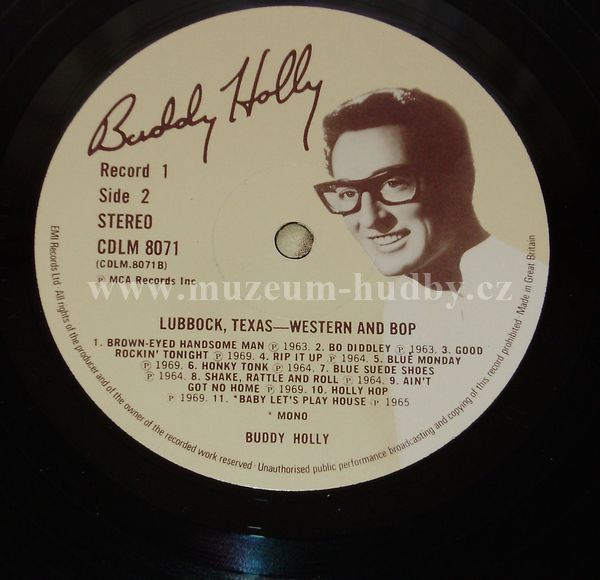 Buddy Holly
Record 1
Side 2
STEREO
CDLM 8071
(CDLM.8071B)
℗ MCA Records Inc
www.muzeum-hudby.cz
LUBBOCK, TEXAS—WESTERN AND BOP
1. BROWN-EYED HANDSOME MAN ℗ 1963. 2. BO DIDDLEY ℗ 1963. 3. GOOD
ROCKIN' TONIGHT ℗ 1969. 4. RIP IT UP ℗ 1964. 5. BLUE MONDAY
℗ 1969. 6. HONKY TONK ℗ 1964. 7. BLUE SUEDE SHOES
℗ 1964. 8. SHAKE, RATTLE AND ROLL ℗ 1964. 9. AIN'T
GOT NO HOME ℗ 1969. 10. HOLLY HOP
℗ 1969. 11. *BABY LET'S PLAY HOUSE ℗ 1965
* MONO
BUDDY HOLLY
EMI Records Ltd. All rights of the producer and of the owner of the recorded work reserved · Unauthorised public performance broadcasting and copying of this record prohibited · Made in Great Britain